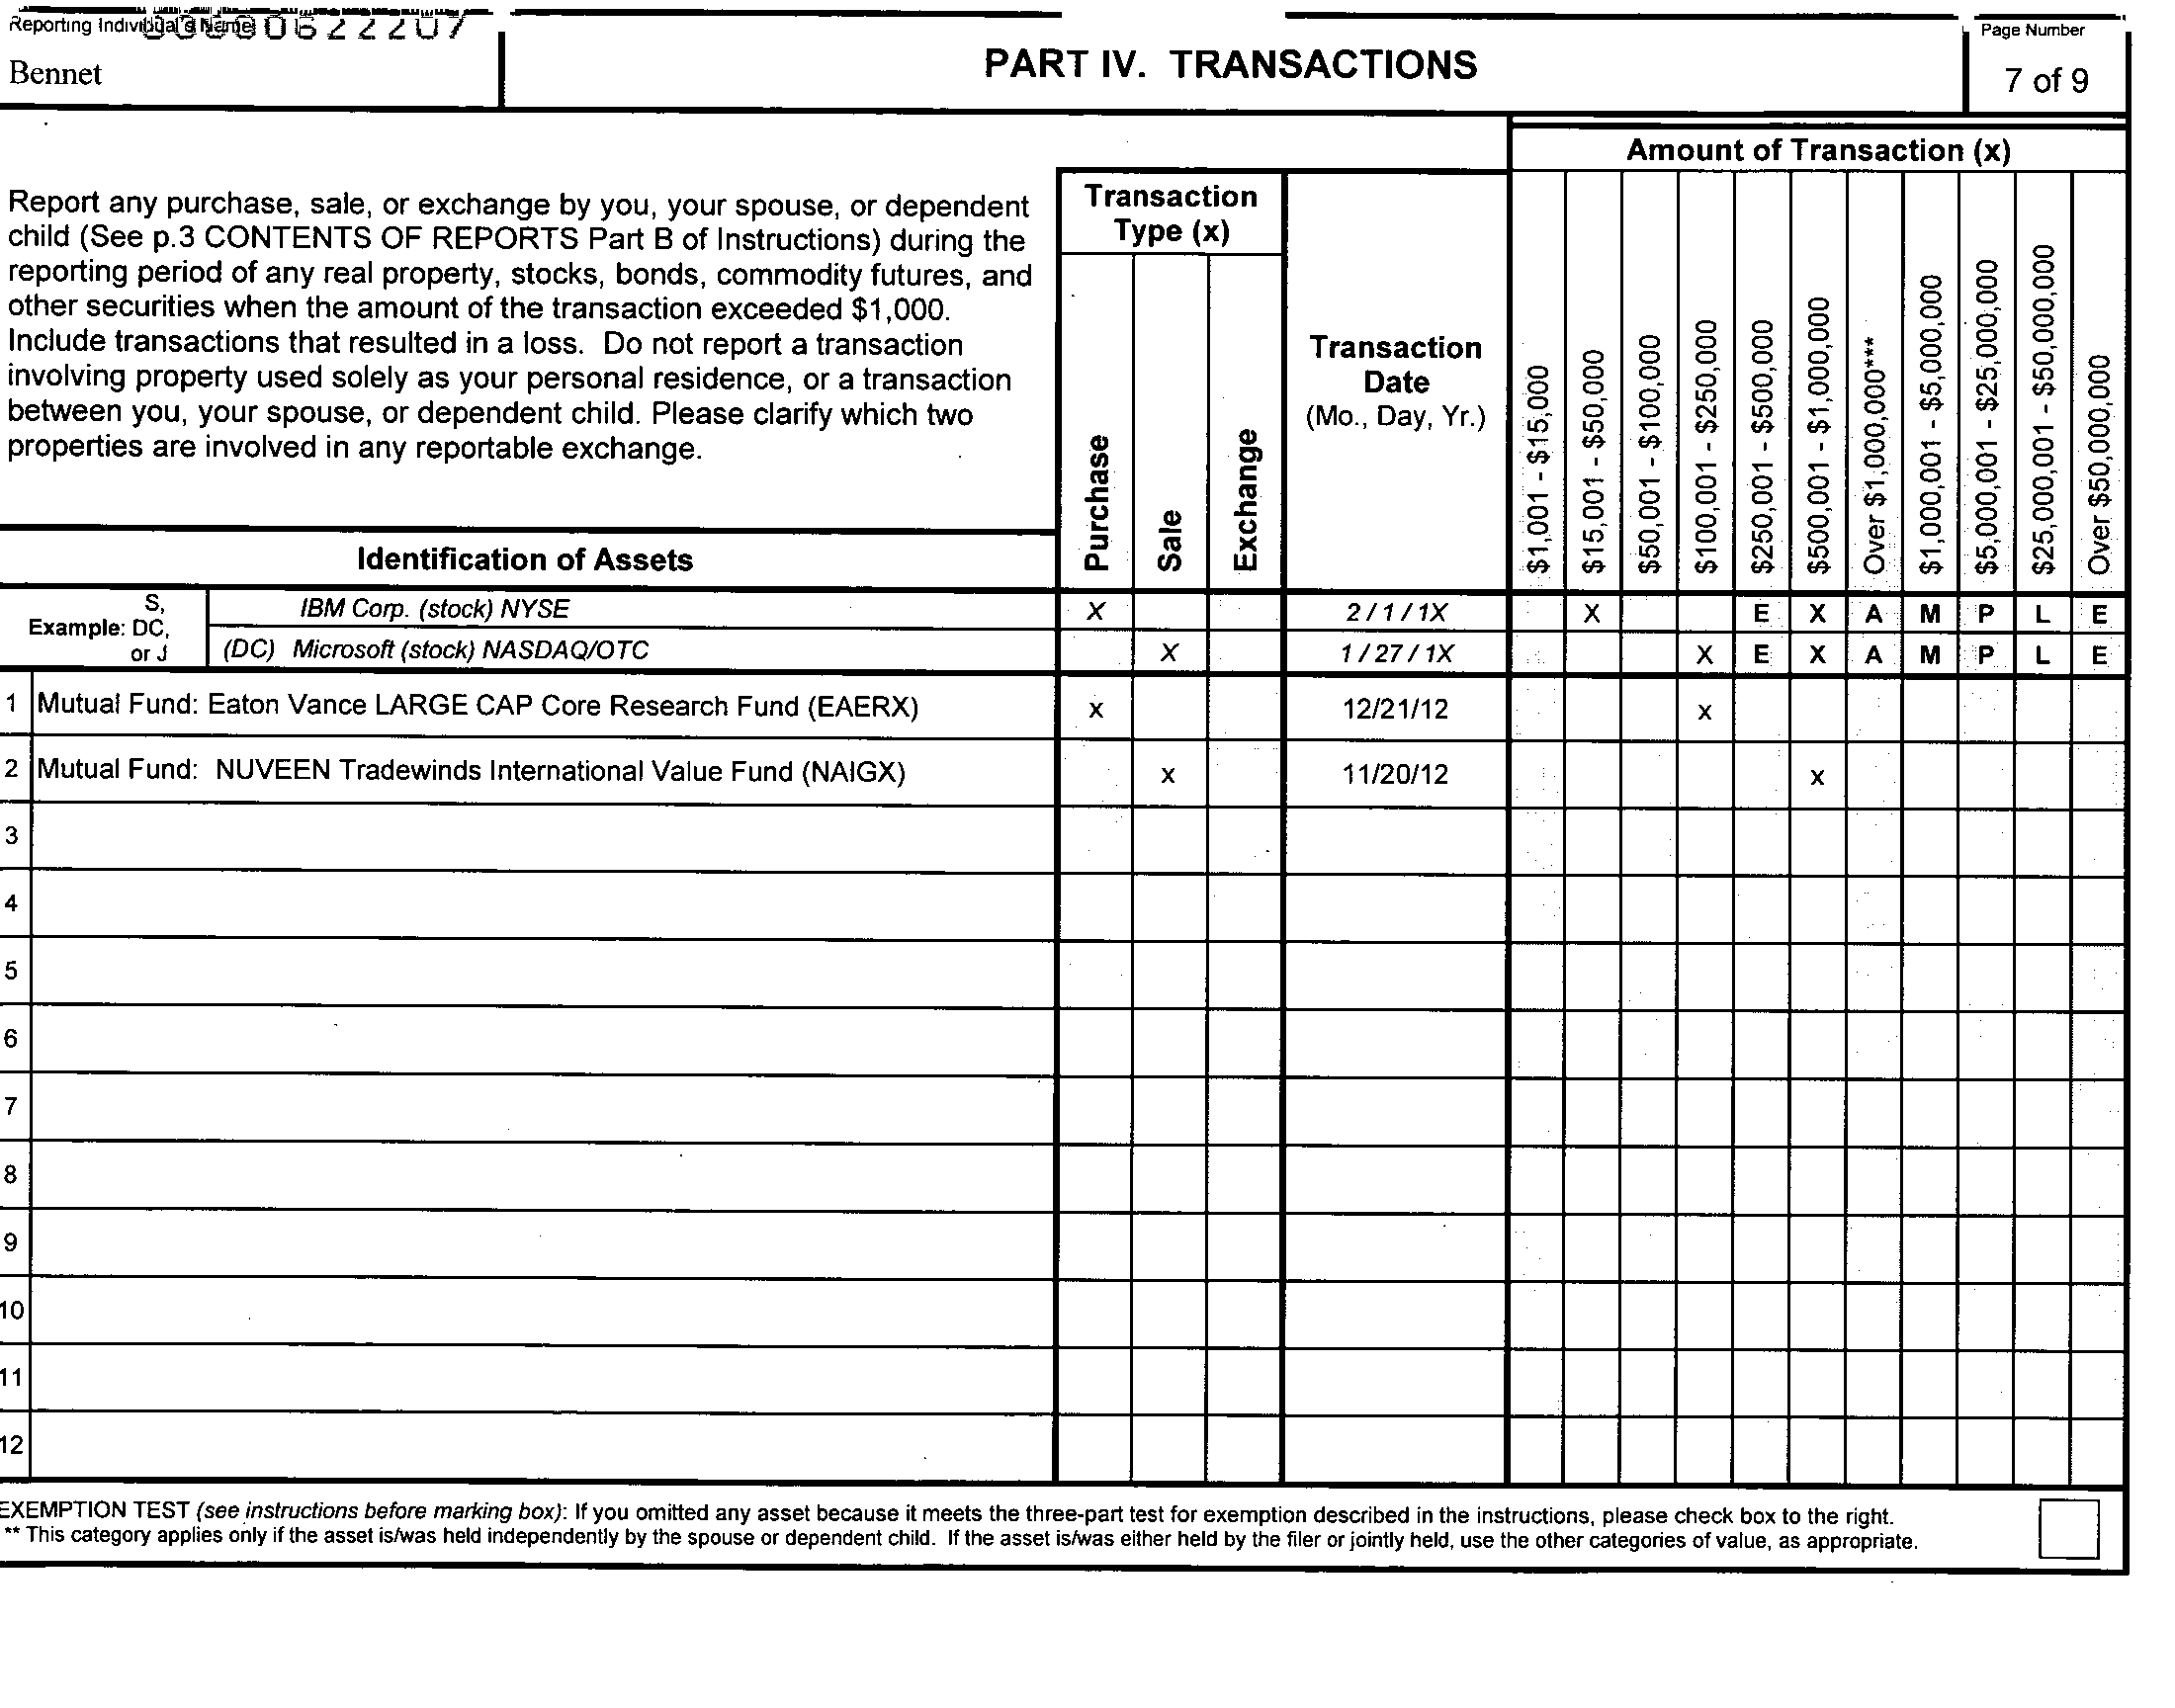 Reporting Individual's Name
Bennet
PART IV.  TRANSACTIONS
Page Number
7 of 9
Report any purchase, sale, or exchange by you, your spouse, or dependent
child (See p.3 CONTENTS OF REPORTS Part B of Instructions) during the
reporting period of any real property, stocks, bonds, commodity futures, and
other securities when the amount of the transaction exceeded $1,000.
Include transactions that resulted in a loss.  Do not report a transaction
involving property used solely as your personal residence, or a transaction
between you, your spouse, or dependent child. Please clarify which two
properties are involved in any reportable exchange.
Identification of Assets
Transaction
Type (x)
Purchase
Sale
Exchange
Transaction
Date
(Mo., Day, Yr.)
Amount of Transaction (x)
$1,001 - $15,000
$15,001 - $50,000
$50,001 - $100,000
$100,001 - $250,000
$250,001 - $500,000
$500,001 - $1,000,000
Over $1,000,000***
$1,000,001 - $5,000,000
$5,000,001 - $25,000,000
$25,000,001 - $50,000,000
Over $50,000,000
Example: S, DC, or J
IBM Corp. (stock) NYSE X 2 / 1 / 1X X E X A M P L E
(DC) Microsoft (stock) NASDAQ/OTC X 1 / 27 / 1X X E X A M P L E
1 Mutual Fund: Eaton Vance LARGE CAP Core Research Fund (EAERX) x 12/21/12 x
2 Mutual Fund: NUVEEN Tradewinds International Value Fund (NAIGX) x 11/20/12 x
3
4
5
6
7
8
9
10
11
12
EXEMPTION TEST (see instructions before marking box): If you omitted any asset because it meets the three-part test for exemption described in the instructions, please check box to the right.
** This category applies only if the asset is/was held independently by the spouse or dependent child.  If the asset is/was either held by the filer or jointly held, use the other categories of value, as appropriate.